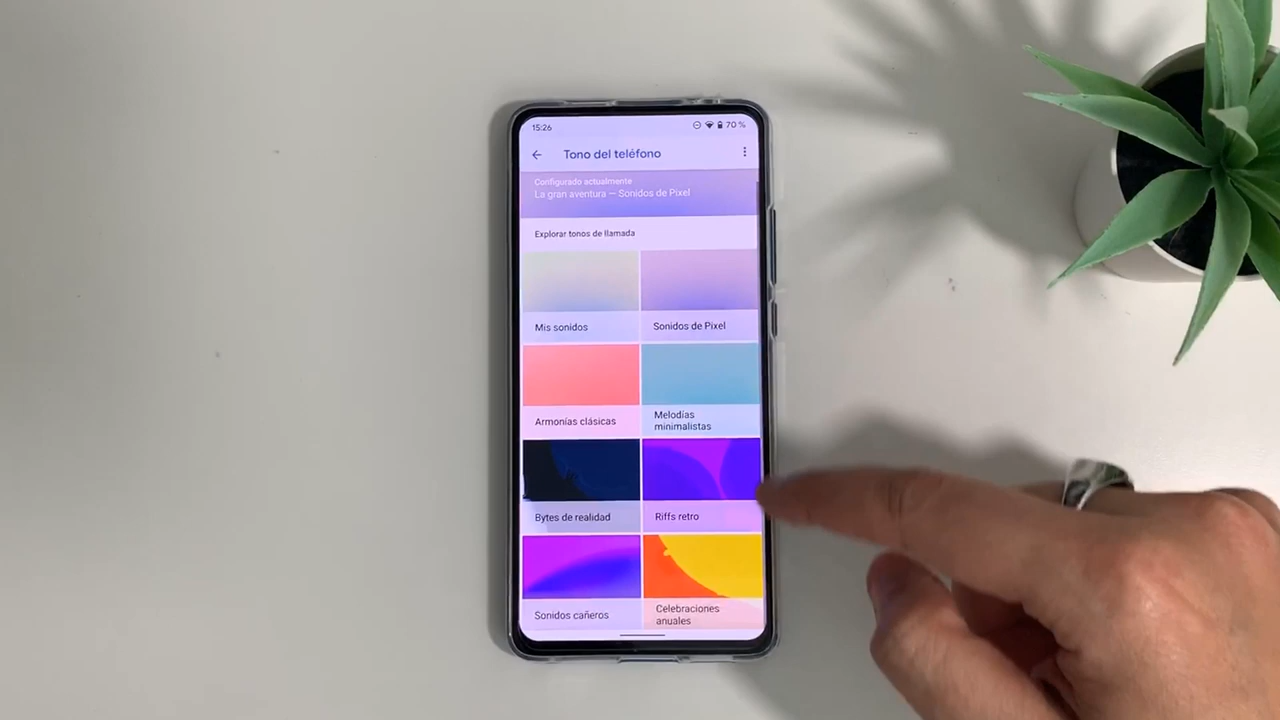 15:26
70 %
Tono del teléfono
Configurado actualmente
La gran aventura — Sonidos de Pixel
Explorar tonos de llamada
Mis sonidos
Sonidos de Pixel
Armonías clásicas
Melodías
minimalistas
Bytes de realidad
Riffs retro
Sonidos cañeros
Celebraciones
anuales